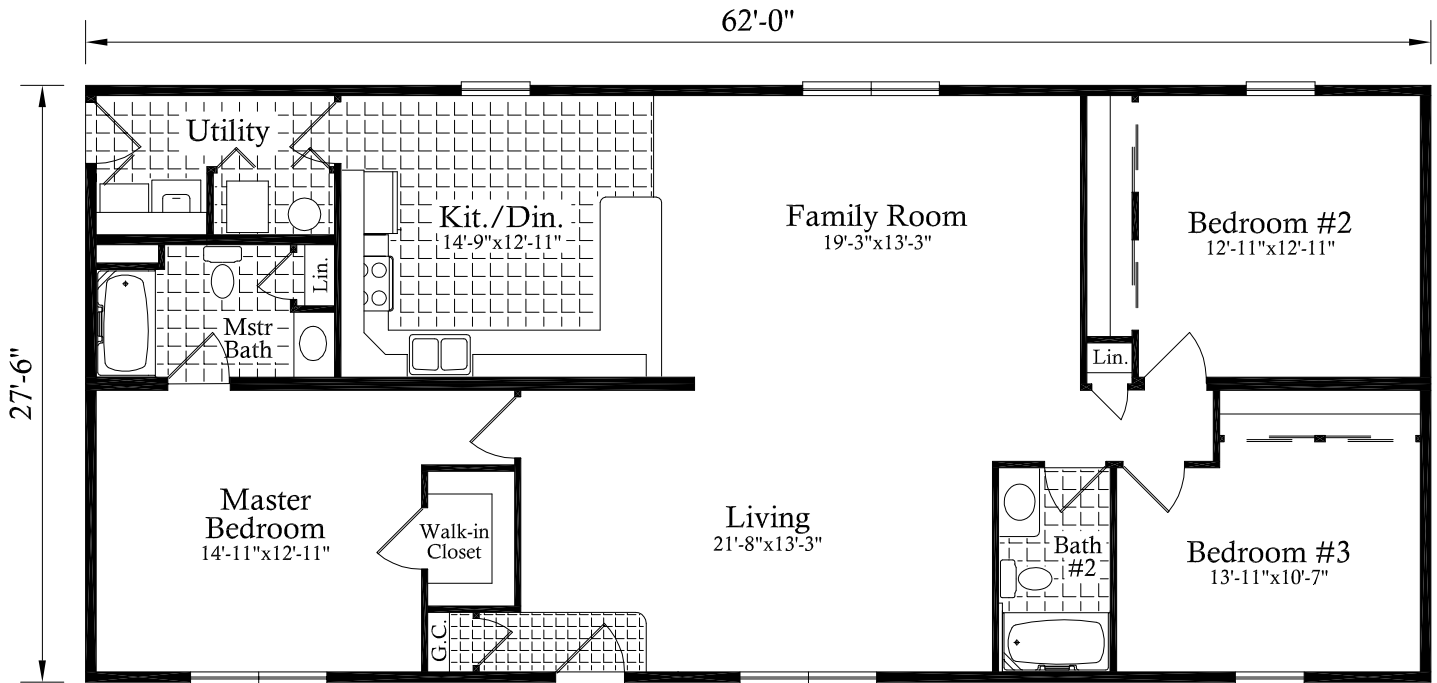 62'-0"
27'-6"
Utility
Kit./Din.
14'-9"x12'-11"
Family Room
19'-3"x13'-3"
Bedroom #2
12'-11"x12'-11"
Lin.
Mstr
Bath
Lin.
Master
Bedroom
14'-11"x12'-11"
Walk-in
Closet
G.C.
Living
21'-8"x13'-3"
Bath
#2
Bedroom #3
13'-11"x10'-7"